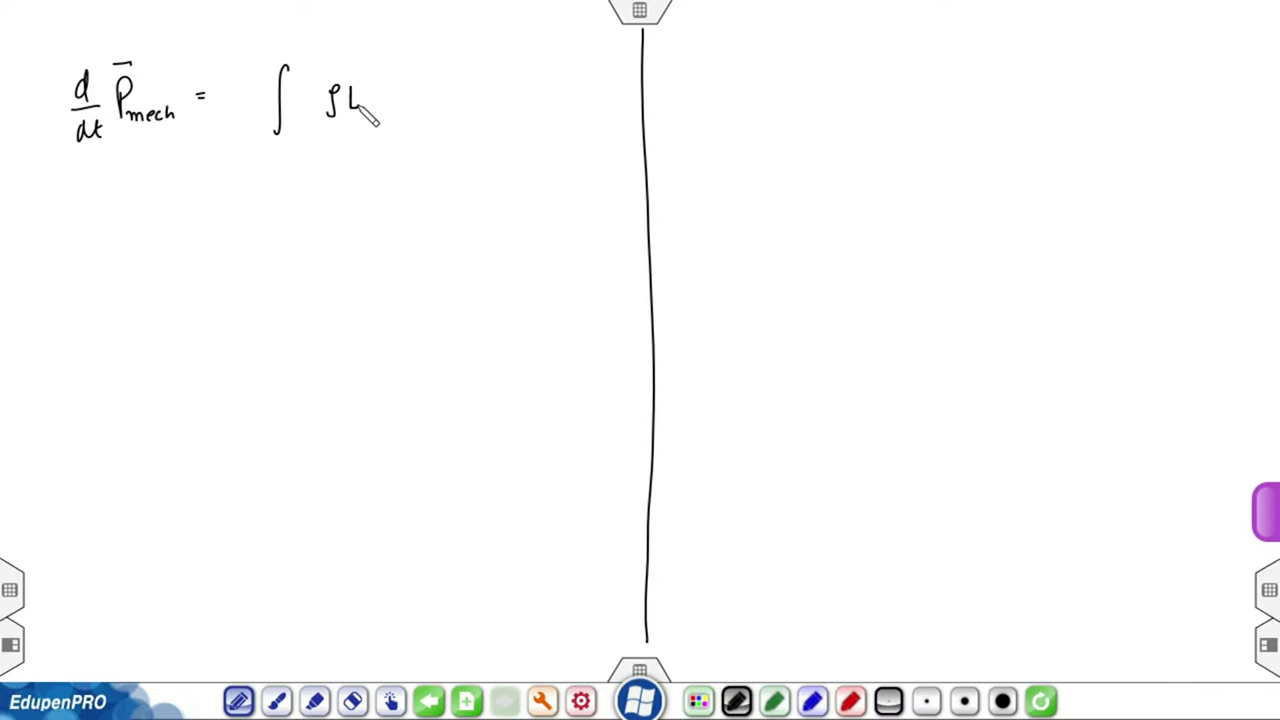 d/dt P̄mech = ∫ ρ
EdupenPRO